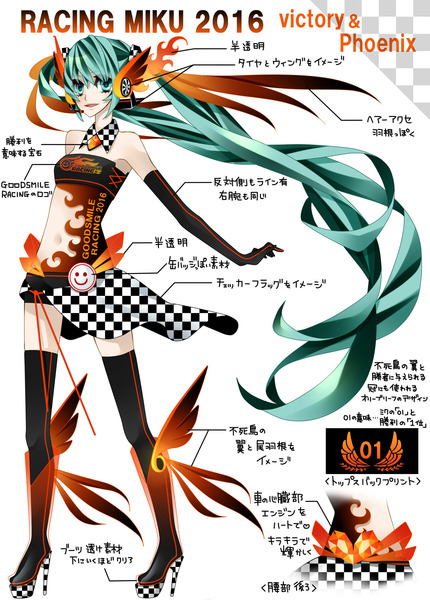 RACING MIKU 2016
victory &
Phoenix
半透明
タイヤとウィングをイメージ
ヘアーアクセ
羽根っぽく
勝利を
意味する宝石
GOODSMILE
RACINGのロゴ
反対側もライン有
右腕も同じ
GOODSMILE
RACING 2016
半透明
缶バッジぽい素材
チェッカーフラッグをイメージ
不死鳥の翼と
勝者に与えられる
冠にも使われる
オリーブリーフのデザイン
01の意味…ミクの「01」と
勝利の「1位」
01
<トップスバックプリント>
不死鳥の
翼と尾羽根を
イメージ
6
車の心臓部
エンジンを
ハートで♡
キラキラで
輝かしく
ブーツ 透け素材
下にいくほどクリア
<腰部 後ろ>